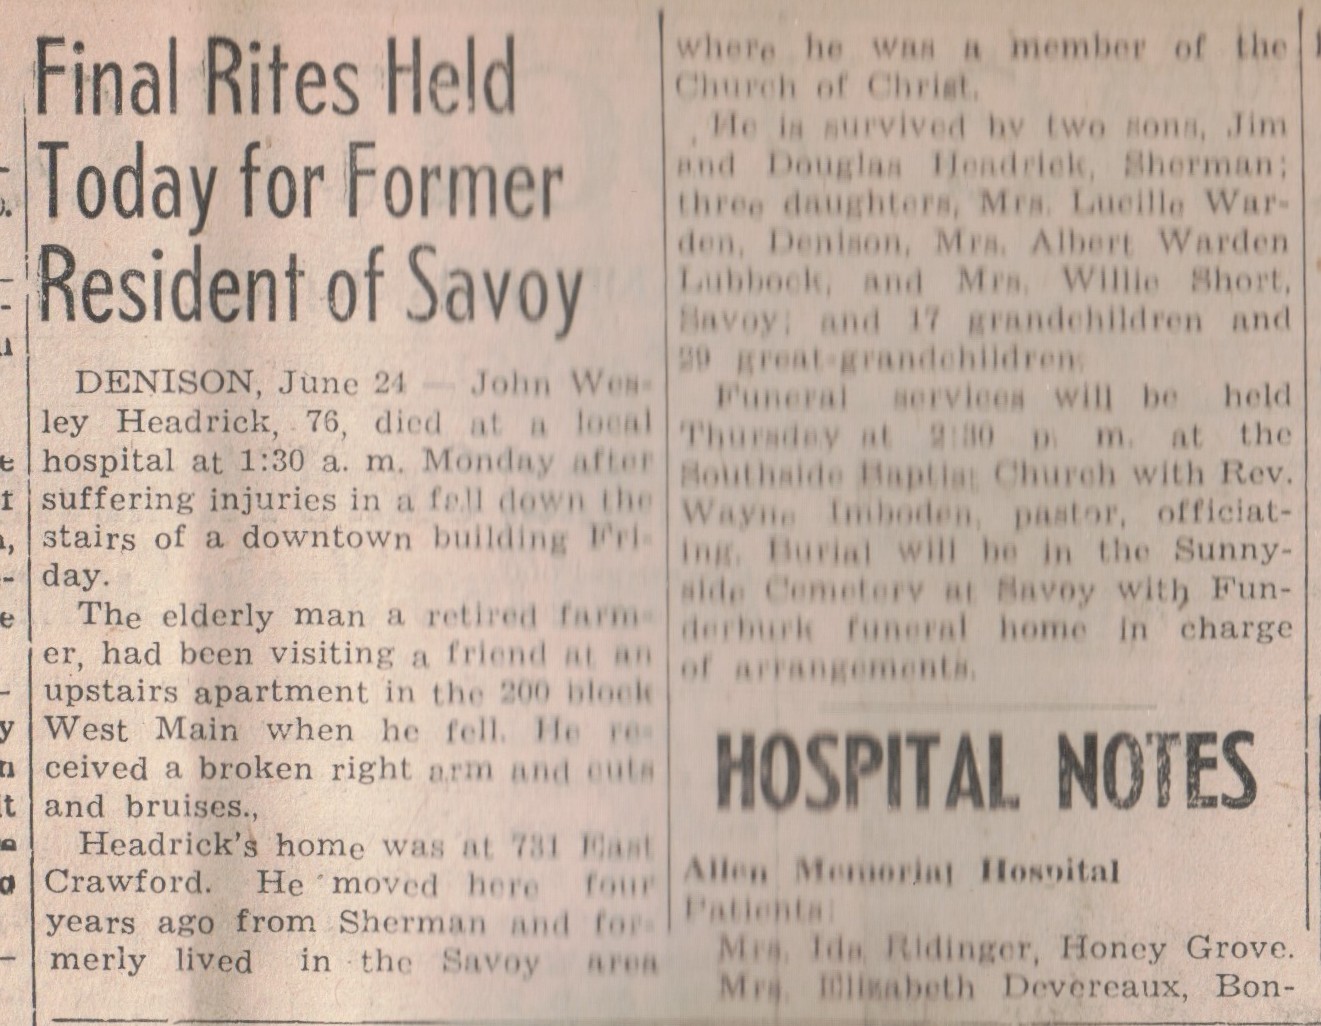 Final Rites Held
Today for Former
Resident of Savoy
DENISON, June 24 — John Wes-
ley Headrick, 76, died at a local
hospital at 1:30 a. m. Monday after
suffering injuries in a fall down the
stairs of a downtown building Fri-
day.
The elderly man a retired farm-
er, had been visiting a friend at an
upstairs apartment in the 200 block
West Main when he fell. He re-
ceived a broken right arm and cuts
and bruises.,
Headrick's home was at 731 East
Crawford. He moved here four
years ago from Sherman and for-
merly lived in the Savoy area
where he was a member of the
Church of Christ.
He is survived by two sons, Jim
and Douglas Headrick, Sherman;
three daughters, Mrs. Lucille War-
den, Denison, Mrs. Albert Warden
Lubbock, and Mrs. Willie Short,
Savoy; and 17 grandchildren and
29 great-grandchildren.
Funeral services will be held
Thursday at 2:30 p. m. at the
Southside Baptist Church with Rev.
Wayne Imboden, pastor, officiat-
ing. Burial will be in the Sunny-
side Cemetery at Savoy with Fun-
derburk funeral home in charge
of arrangements.
HOSPITAL NOTES
Allen Memorial Hospital
Patients:
Mrs. Ida Ridinger, Honey Grove.
Mrs. Elizabeth Devereaux, Bon-